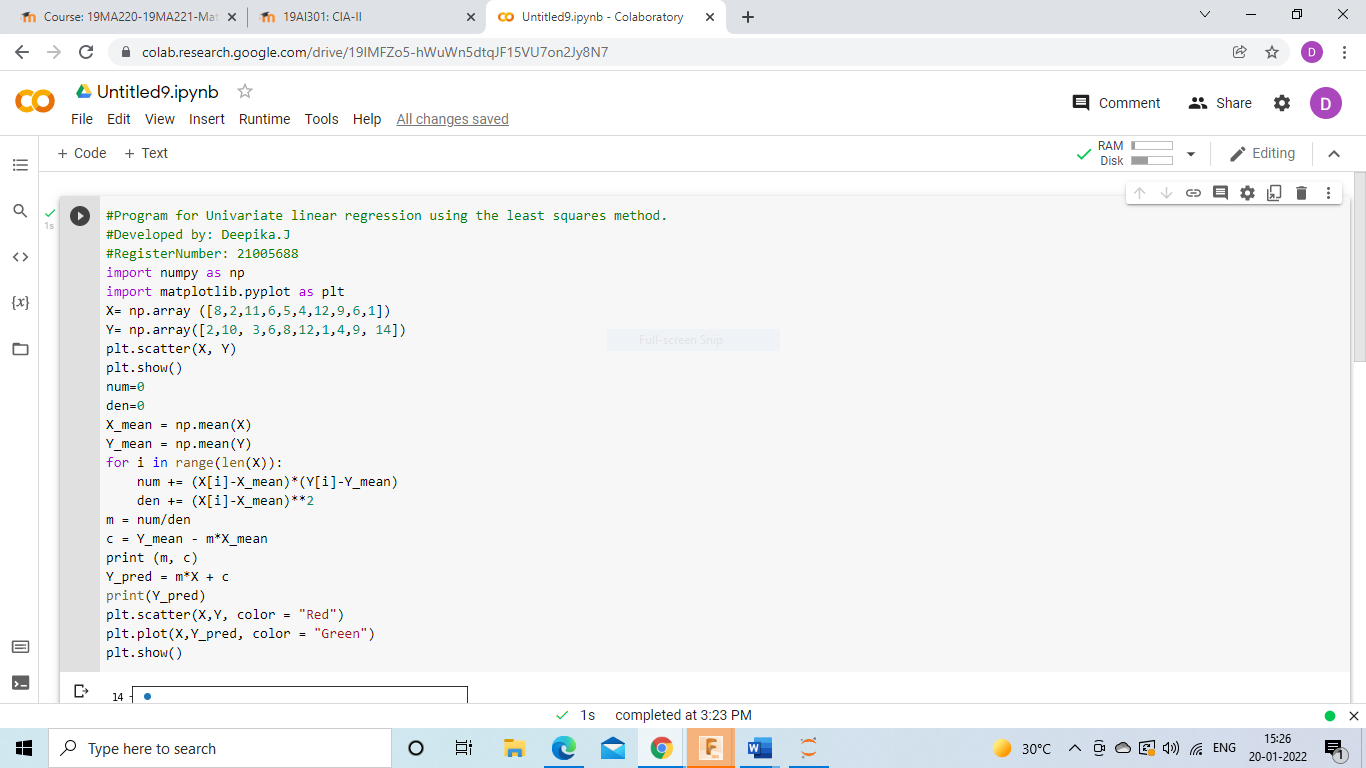 Course: 19MA220-19MA221-Mat
19AI301: CIA-II
Untitled9.ipynb - Colaboratory
colab.research.google.com/drive/19IMFZo5-hWuWn5dtqJF15VU7on2Jy8N7
D
Untitled9.ipynb
Comment Share D
File Edit View Insert Runtime Tools Help All changes saved
+ Code + Text
RAM
Disk
Editing
1s
{x}
#Program for Univariate linear regression using the least squares method.
#Developed by: Deepika.J
#RegisterNumber: 21005688
import numpy as np
import matplotlib.pyplot as plt
X= np.array ([8,2,11,6,5,4,12,9,6,1])
Y= np.array([2,10, 3,6,8,12,1,4,9, 14])
Full-screen Snip
plt.scatter(X, Y)
plt.show()
num=0
den=0
X_mean = np.mean(X)
Y_mean = np.mean(Y)
for i in range(len(X)):
    num += (X[i]-X_mean)*(Y[i]-Y_mean)
    den += (X[i]-X_mean)**2
m = num/den
c = Y_mean - m*X_mean
print (m, c)
Y_pred = m*X + c
print(Y_pred)
plt.scatter(X,Y, color = "Red")
plt.plot(X,Y_pred, color = "Green")
plt.show()
14
1s completed at 3:23 PM
Type here to search
30°C
ENG
15:26
20-01-2022
1